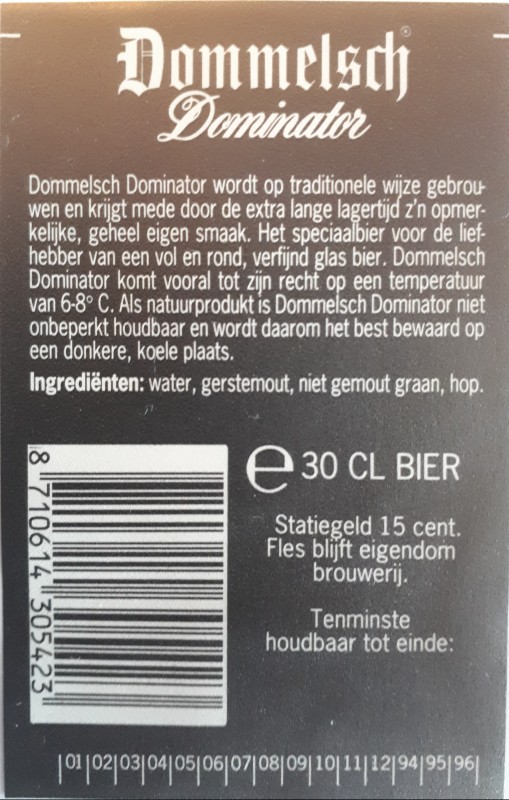 Dommelsch®
Dominator
Dommelsch Dominator wordt op traditionele wijze gebrou-
wen en krijgt mede door de extra lange lagertijd z'n opmer-
kelijke, geheel eigen smaak. Het speciaalbier voor de lief-
hebber van een vol en rond, verfijnd glas bier. Dommelsch
Dominator komt vooral tot zijn recht op een temperatuur
van 6-8° C. Als natuurprodukt is Dommelsch Dominator niet
onbeperkt houdbaar en wordt daarom het best bewaard op
een donkere, koele plaats.
Ingrediënten: water, gerstemout, niet gemout graan, hop.
8 710614 305423
e 30 CL BIER
Statiegeld 15 cent.
Fles blijft eigendom
brouwerij.
Tenminste
houdbaar tot einde:
|01|02|03|04|05|06|07|08|09|10|11|12|94|95|96|